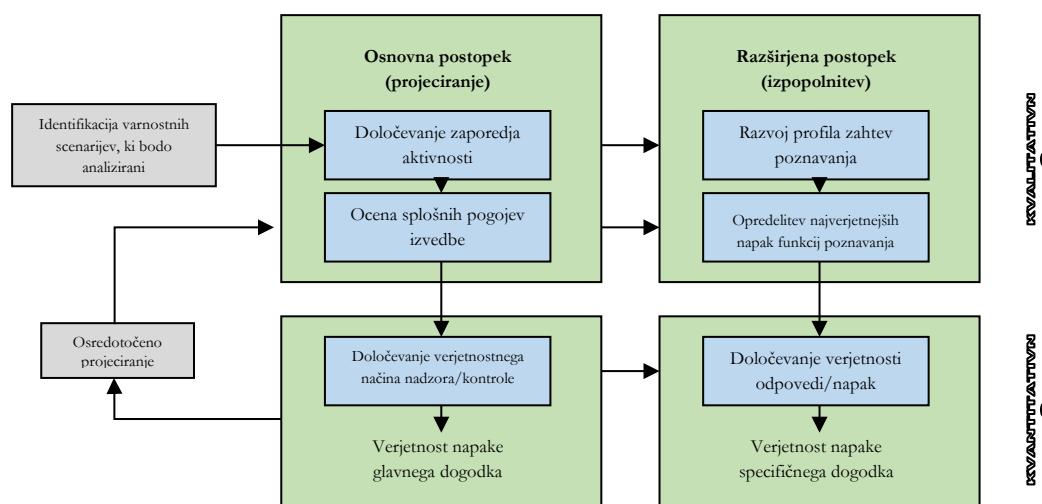 Osnovna postopek
(projeciranje)
Razširjena postopek
(izpopolnitev)
Identifikacija varnostnih
scenarijev, ki bodo
analizirani
Določevanje zaporedja
aktivnosti
Razvoj profila zahtev
poznavanja
Ocena splošnih pogojev
izvedbe
Opredelitev najverjetnejših
napak funkcij poznavanja
KVALITATIVN
Osredotočeno
projeciranje
Določevanje verjetnostnega
načina nadzora/kontrole
Določevanje verjetnosti
odpovedi/napak
Verjetnost napake
glavnega dogodka
Verjetnost napake
specifičnega dogodka
KVANTITATIVN